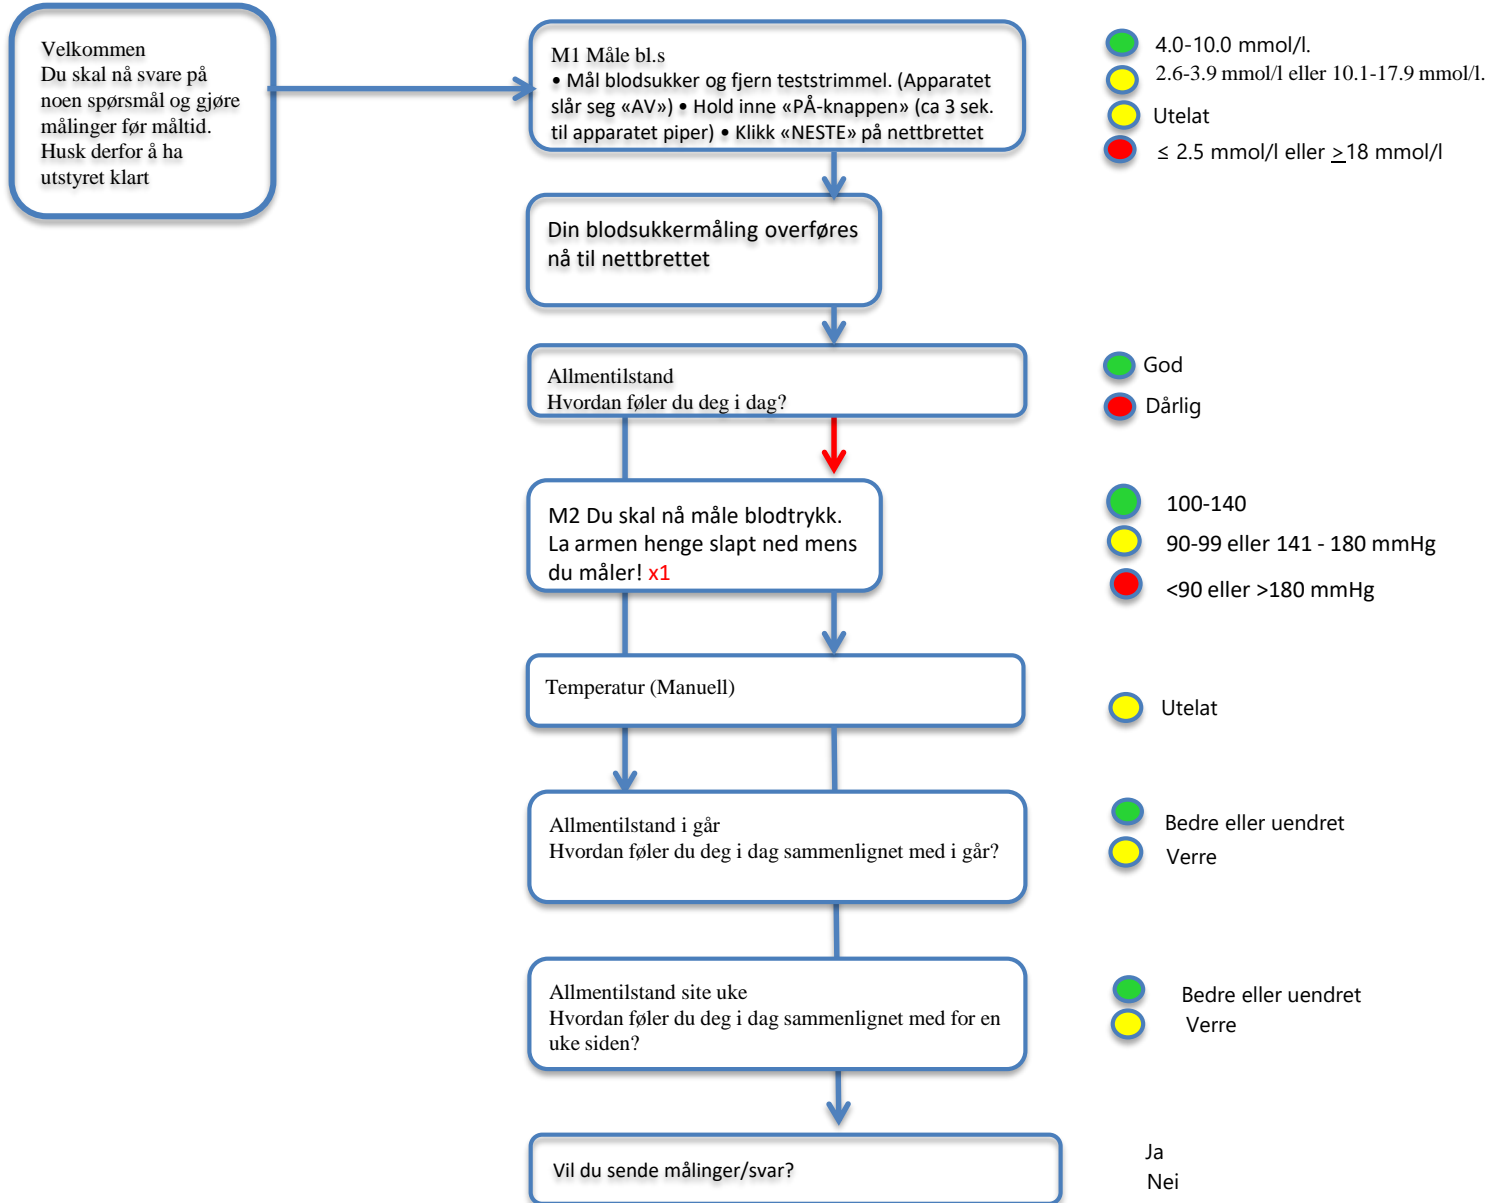 Velkommen
Du skal nå svare på
noen spørsmål og gjøre
målinger før måltid.
Husk derfor å ha
utstyret klart
M1 Måle bl.s
• Mål blodsukker og fjern teststrimmel. (Apparatet
slår seg «AV») • Hold inne «PÅ-knappen» (ca 3 sek.
til apparatet piper) • Klikk «NESTE» på nettbrettet
4.0-10.0 mmol/l.
2.6-3.9 mmol/l eller 10.1-17.9 mmol/l.
Utelat
≤ 2.5 mmol/l eller >18 mmol/l
Din blodsukkermåling overføres
nå til nettbrettet
Allmentilstand
Hvordan føler du deg i dag?
God
Dårlig
M2 Du skal nå måle blodtrykk.
La armen henge slapt ned mens
du måler! x1
100-140
90-99 eller 141 - 180 mmHg
<90 eller >180 mmHg
Temperatur (Manuell)
Utelat
Allmentilstand i går
Hvordan føler du deg i dag sammenlignet med i går?
Bedre eller uendret
Verre
Allmentilstand site uke
Hvordan føler du deg i dag sammenlignet med for en
uke siden?
Bedre eller uendret
Verre
Vil du sende målinger/svar?
Ja
Nei